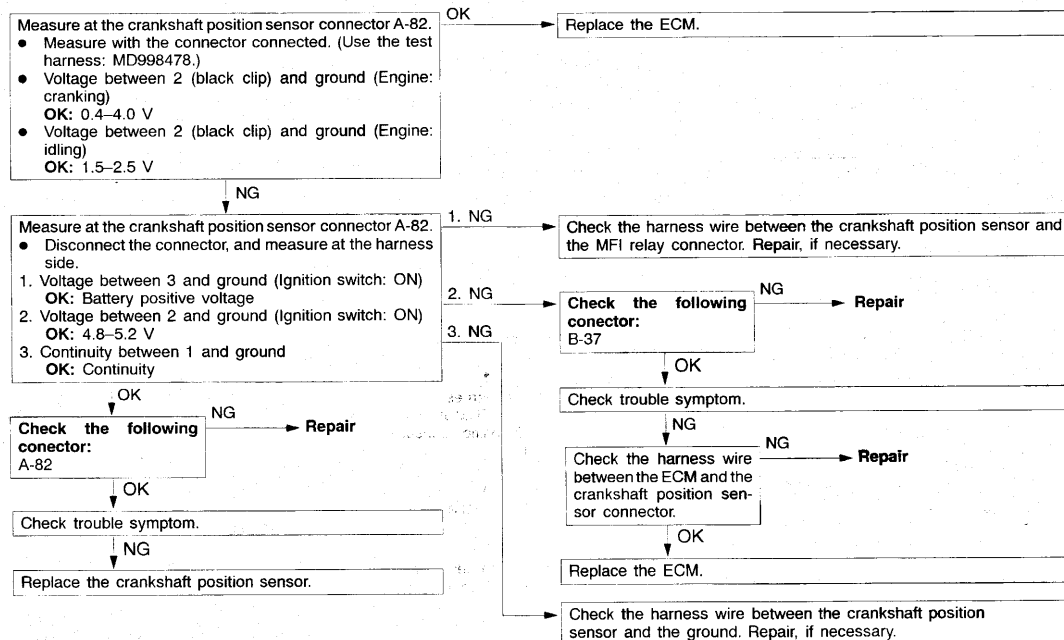 Measure at the crankshaft position sensor connector A-82.
● Measure with the connector connected. (Use the test
harness: MD998478.)
● Voltage between 2 (black clip) and ground (Engine:
cranking)
OK: 0.4–4.0 V
● Voltage between 2 (black clip) and ground (Engine:
idling)
OK: 1.5–2.5 V
OK
Replace the ECM.
NG
Measure at the crankshaft position sensor connector A-82.
● Disconnect the connector, and measure at the harness
side.
1. Voltage between 3 and ground (Ignition switch: ON)
OK: Battery positive voltage
2. Voltage between 2 and ground (Ignition switch: ON)
OK: 4.8–5.2 V
3. Continuity between 1 and ground
OK: Continuity
1. NG
Check the harness wire between the crankshaft position sensor and
the MFI relay connector. Repair, if necessary.
2. NG
Check the following
conector:
B-37
NG
Repair
OK
Check trouble symptom.
NG
Check the harness wire
between the ECM and the
crankshaft position sen-
sor connector.
NG
Repair
OK
Replace the ECM.
3. NG
Check the harness wire between the crankshaft position
sensor and the ground. Repair, if necessary.
OK
Check the following
conector:
A-82
NG
Repair
OK
Check trouble symptom.
NG
Replace the crankshaft position sensor.